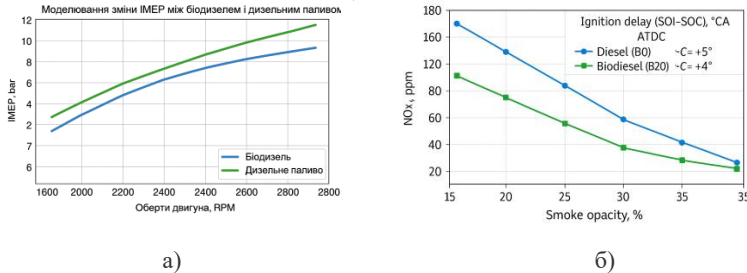 Моделювання зміни IMEP між біодизелем і дизельним паливом
12
10
8
6
4
8
7
6
IMEP, bar
1600 2000 2200 2400 2400 2600 2800 2800
Оберти двигуна, RPM
Біодизель
Дизельне паливо
а)
180
160
120
100
80
60
40
20
NOx, ppm
15 20 25 30 35 35
Smoke opacity, %
Ignition delay (SOI–SOC), °CA
ATDC
Diesel (B0) ~C= +5°
Biodiesel (B20) ~C= +4°
б)